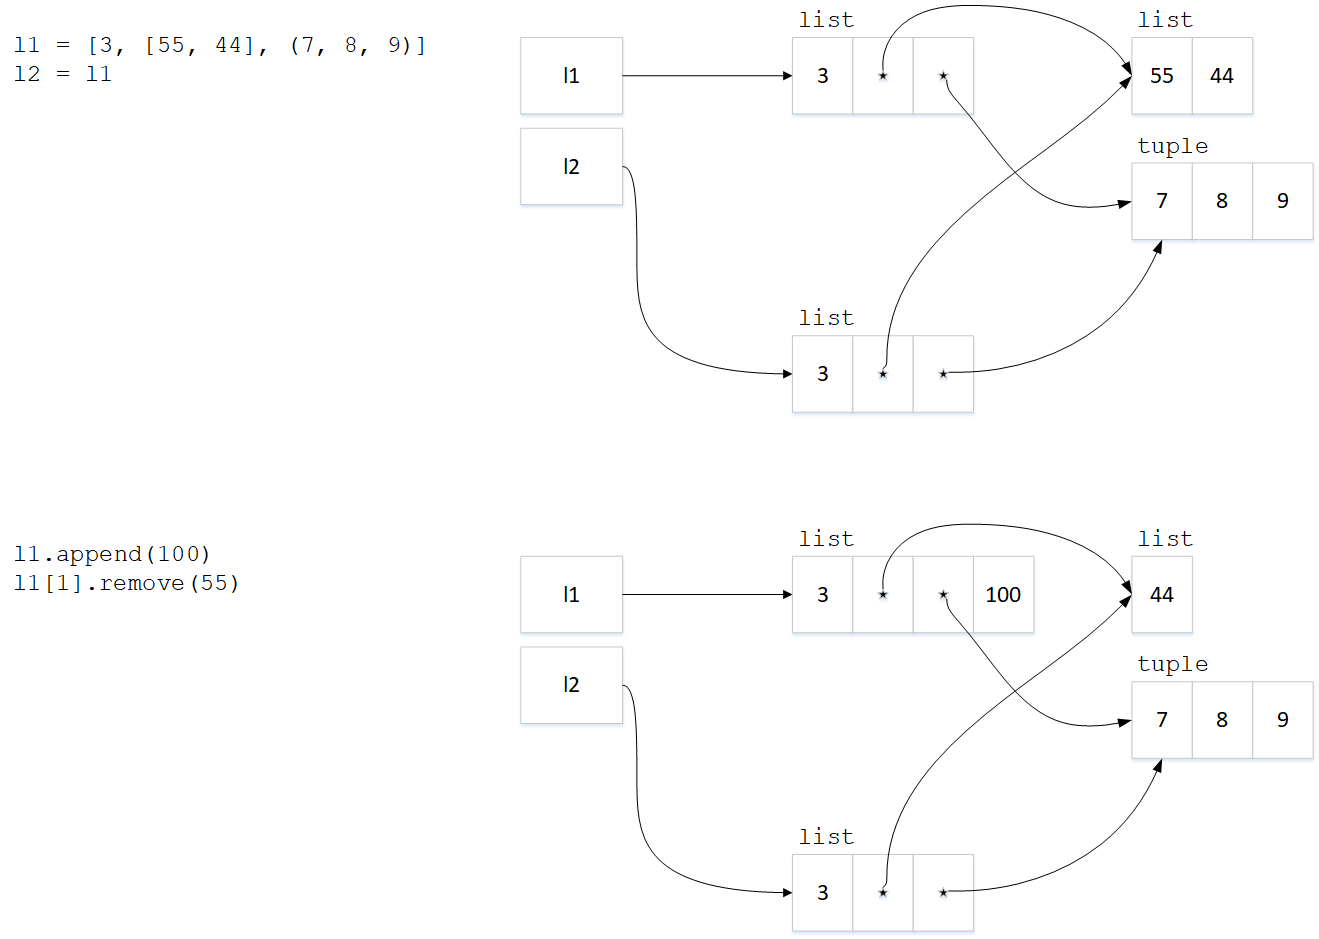 l1 = [3, [55, 44], (7, 8, 9)]
l2 = l1
l1
l2
list
3 ★ ★
list
55 44
tuple
7 8 9
list
3 ★ ★
l1.append(100)
l1[1].remove(55)
l1
l2
list
3 ★ ★ 100
list
44
tuple
7 8 9
list
3 ★ ★